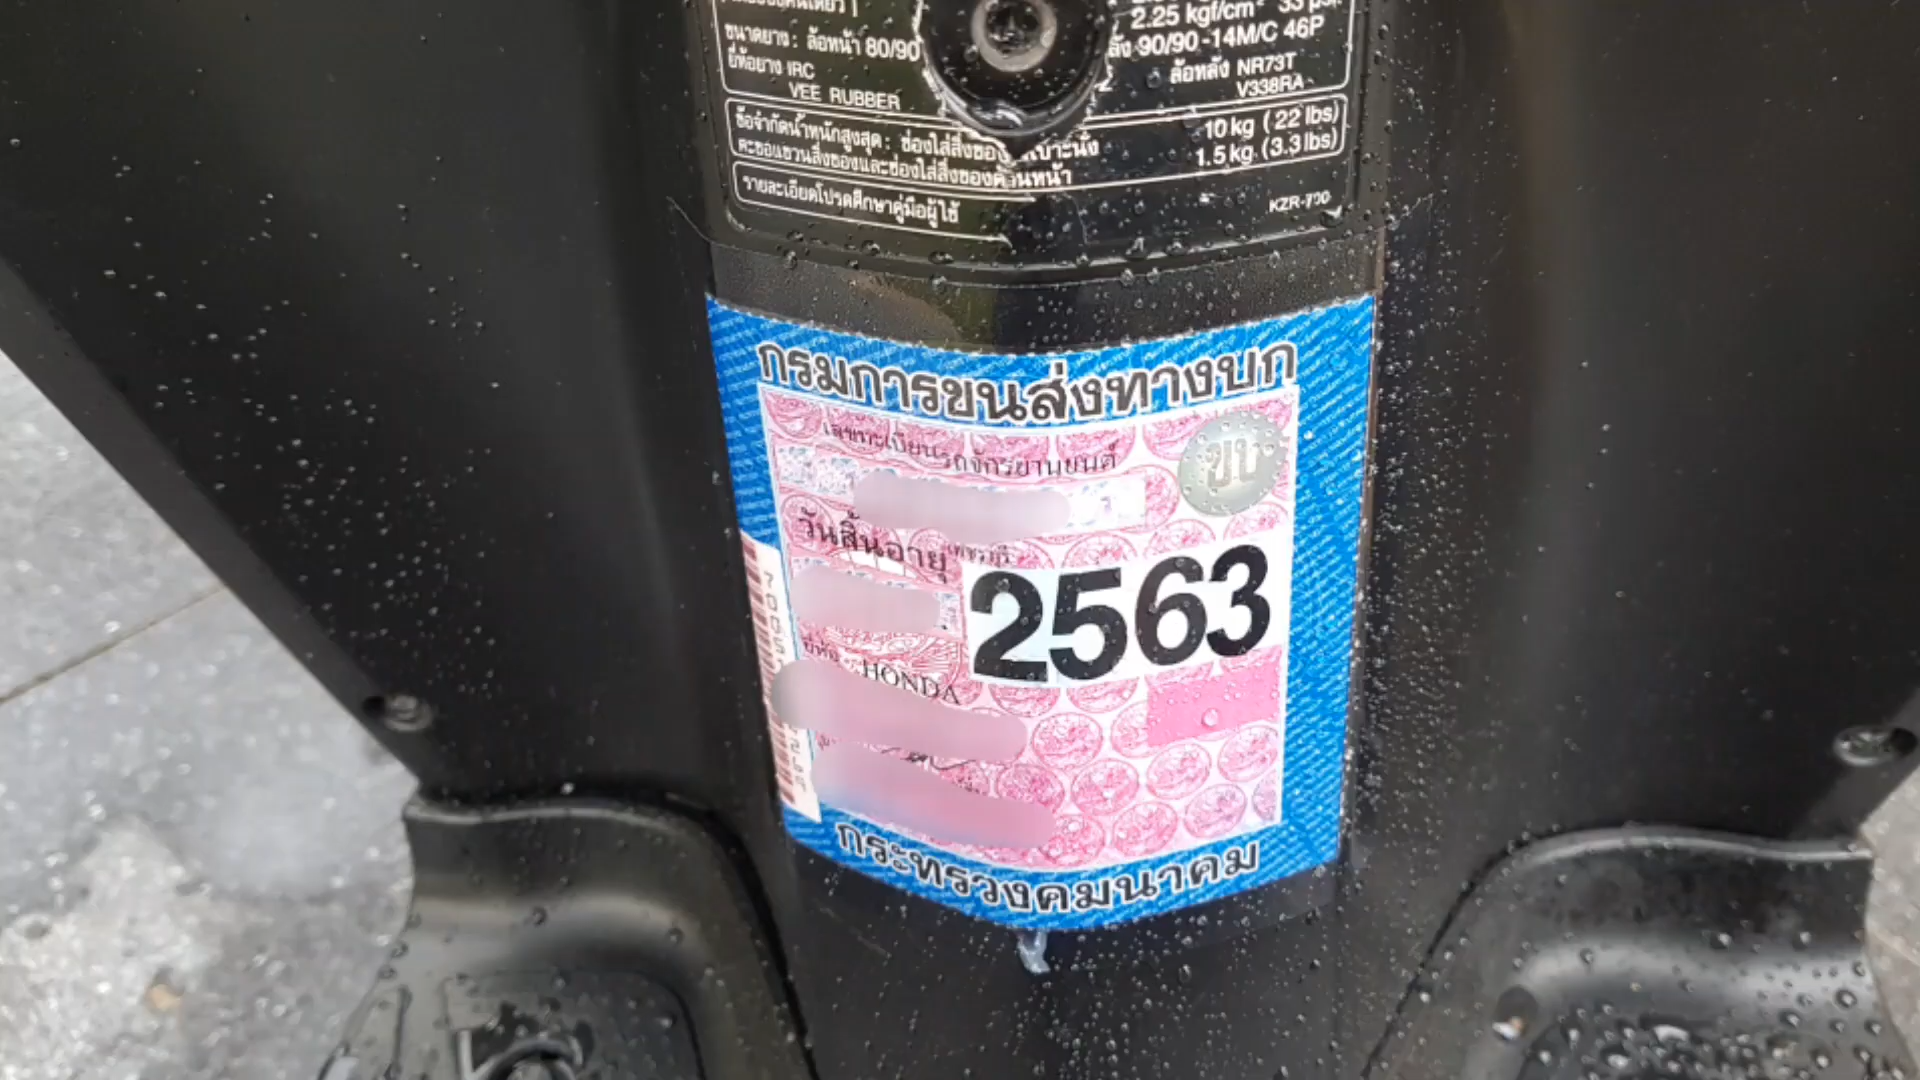 2.25 kgf/cm² 33 psi
ขนาดยาง : ล้อหน้า 80/90
ลัง 90/90 -14M/C 46P
ยี่ห้อยาง IRC
ล้อหลัง NR73T
VEE RUBBER
V338RA
ข้อจำกัดน้ำหนักสูงสุด : ช่องใส่สิ่งของ เบาะนั่ง
10 kg (22 lbs)
ตะขอแขวนสิ่งของและช่องใส่สิ่งของด้านหน้า
1.5 kg (3.3 lbs)
รายละเอียดโปรดศึกษาคู่มือผู้ใช้
KZR-700
กรมการขนส่งทางบก
เลขทะเบียนรถจักรยานยนต์
ขบ
วันสิ้นอายุ
2563
ยี่ห้อ HONDA
กระทรวงคมนาคม